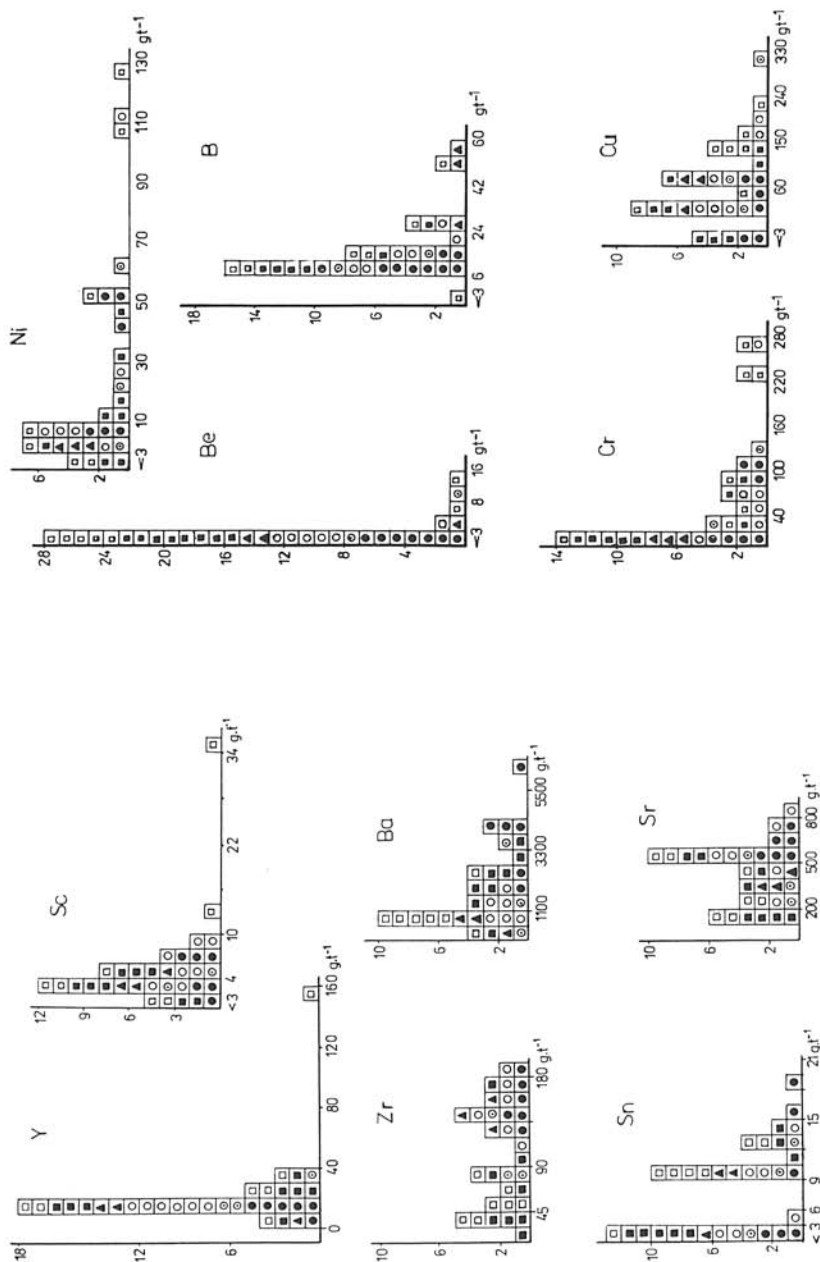 Ni
6
2
<3 10 30 50 70 90 110 130 gt⁻¹
B
18
14
10
6
2
<3 6 24 42 60 gt⁻¹
Be
28
24
20
16
12
8
4
<3 8 16 gt⁻¹
Cu
10
6
2
<3 60 150 240 330 gt⁻¹
Cr
14
10
6
2
40 100 160 220 280 gt⁻¹
Sc
12
9
6
3
<3 4 10 22 34 g.t⁻¹
Y
18
12
6
0 40 80 120 160 g.t⁻¹
Ba
10
6
2
1100 3300 5500 g.t⁻¹
Zr
10
6
2
45 90 180 g.t⁻¹
Sr
10
6
2
200 500 800 g.t⁻¹
Sn
10
6
2
<3 6 9 15 21 g.t⁻¹